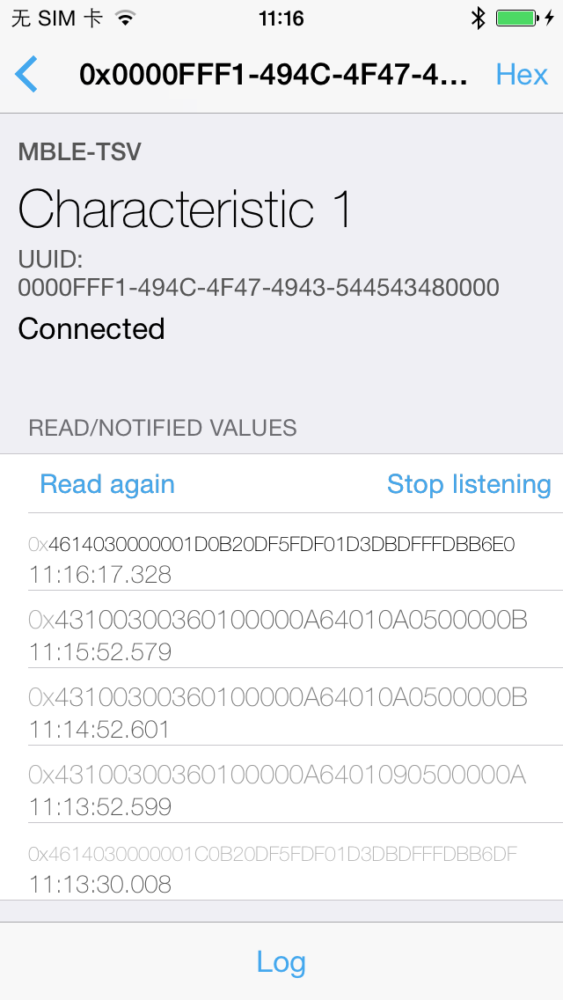 无 SIM 卡
11:16
0x0000FFF1-494C-4F47-4...
Hex
MBLE-TSV
Characteristic 1
UUID:
0000FFF1-494C-4F47-4943-544543480000
Connected
READ/NOTIFIED VALUES
Read again
Stop listening
0x4614030000001D0B20DF5FDF01D3DBDFFFDBB6E0
11:16:17.328
0x43100300360100000A64010A0500000B
11:15:52.579
0x43100300360100000A64010A0500000B
11:14:52.601
0x43100300360100000A6401090500000A
11:13:52.599
0x4614030000001C0B20DF5FDF01D3DBDFFFDBB6DF
11:13:30.008
Log